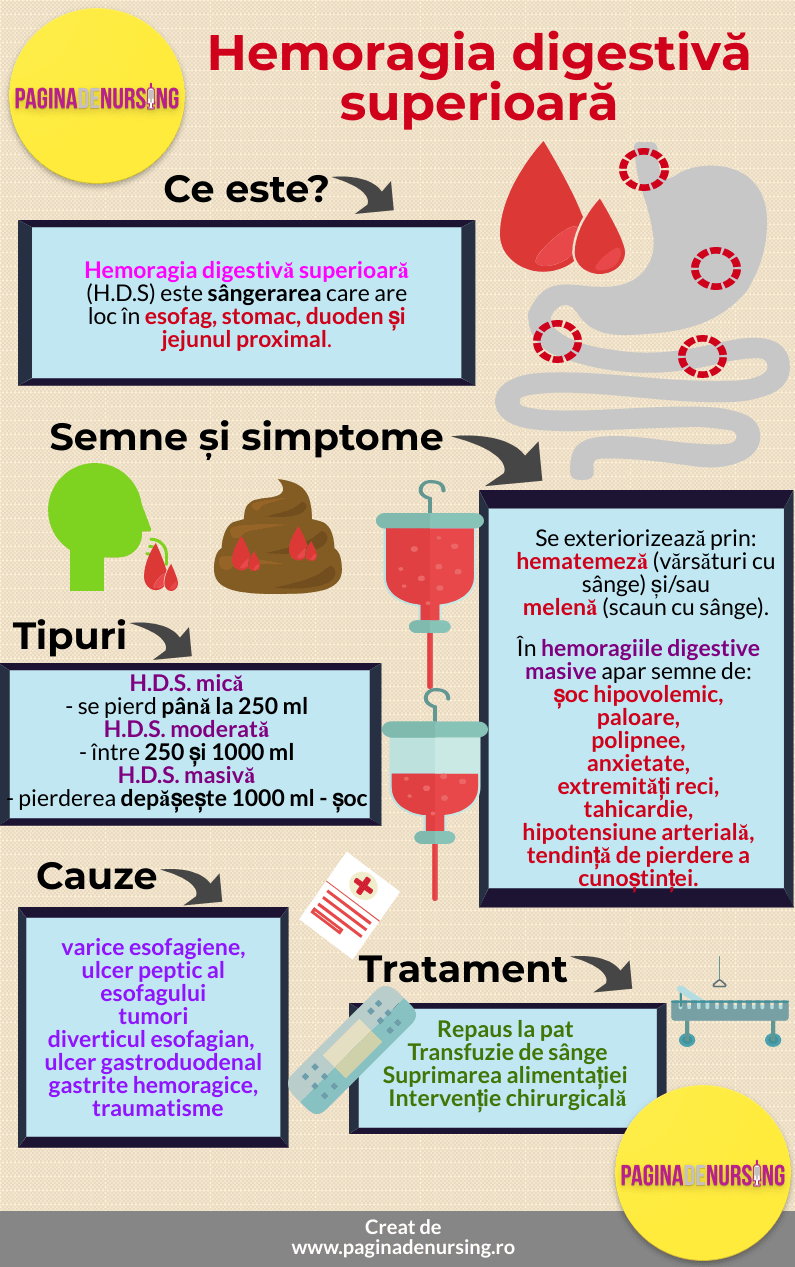 PAGINADENURSING
Hemoragia digestivă
superioară
Ce este?
Hemoragia digestivă superioară
(H.D.S) este sângerarea care are
loc în esofag, stomac, duoden și
jejunul proximal.
Semne și simptome
Se exteriorizează prin:
hematemeză (vărsături cu
sânge) și/sau
melenă (scaun cu sânge).
În hemoragiile digestive
masive apar semne de:
șoc hipovolemic,
paloare,
polipnee,
anxietate,
extremități reci,
tahicardie,
hipotensiune arterială,
tendință de pierdere a
cunoștinței.
Tipuri
H.D.S. mică
- se pierd până la 250 ml
H.D.S. moderată
- între 250 și 1000 ml
H.D.S. masivă
- pierderea depășește 1000 ml - șoc
Cauze
varice esofagiene,
ulcer peptic al
esofagului
tumori
diverticul esofagian,
ulcer gastroduodenal
gastrite hemoragice,
traumatisme
Tratament
Repaus la pat
Transfuzie de sânge
Suprimarea alimentației
Intervenție chirurgicală
PAGINADENURSING
Creat de
www.paginadenursing.ro